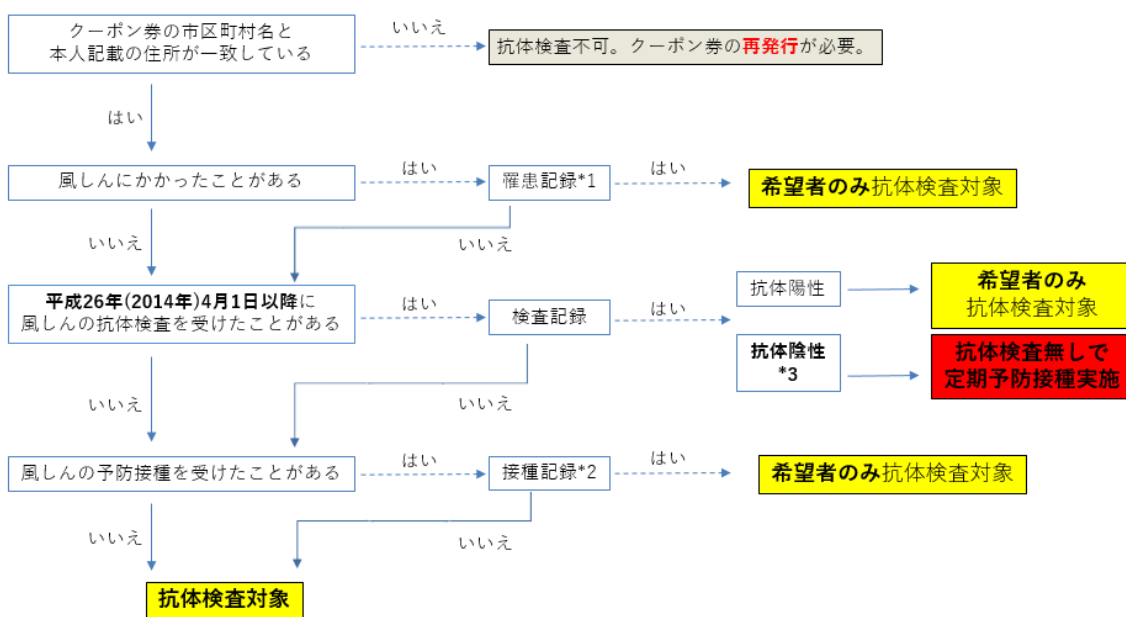 クーポン券の市区町村名と
本人記載の住所が一致している
いいえ
抗体検査不可。クーポン券の再発行が必要。
はい
風しんにかかったことがある
はい
罹患記録*1
はい
希望者のみ抗体検査対象
いいえ
いいえ
平成26年(2014年)4月1日以降に
風しんの抗体検査を受けたことがある
はい
検査記録
はい
抗体陽性
希望者のみ
抗体検査対象
抗体陰性
*3
抗体検査無しで
定期予防接種実施
いいえ
いいえ
風しんの予防接種を受けたことがある
はい
接種記録*2
はい
希望者のみ抗体検査対象
いいえ
いいえ
抗体検査対象